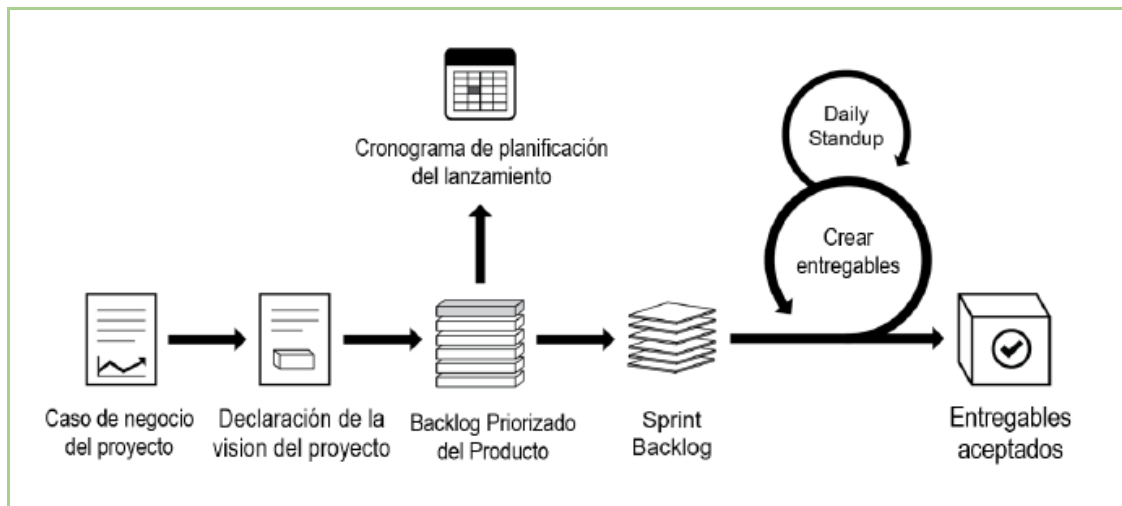 Cronograma de planificación
del lanzamiento
Daily
Standup
Crear
entregables
Caso de negocio
del proyecto
Declaración de la
vision del proyecto
Backlog Priorizado
del Producto
Sprint
Backlog
Entregables
aceptados